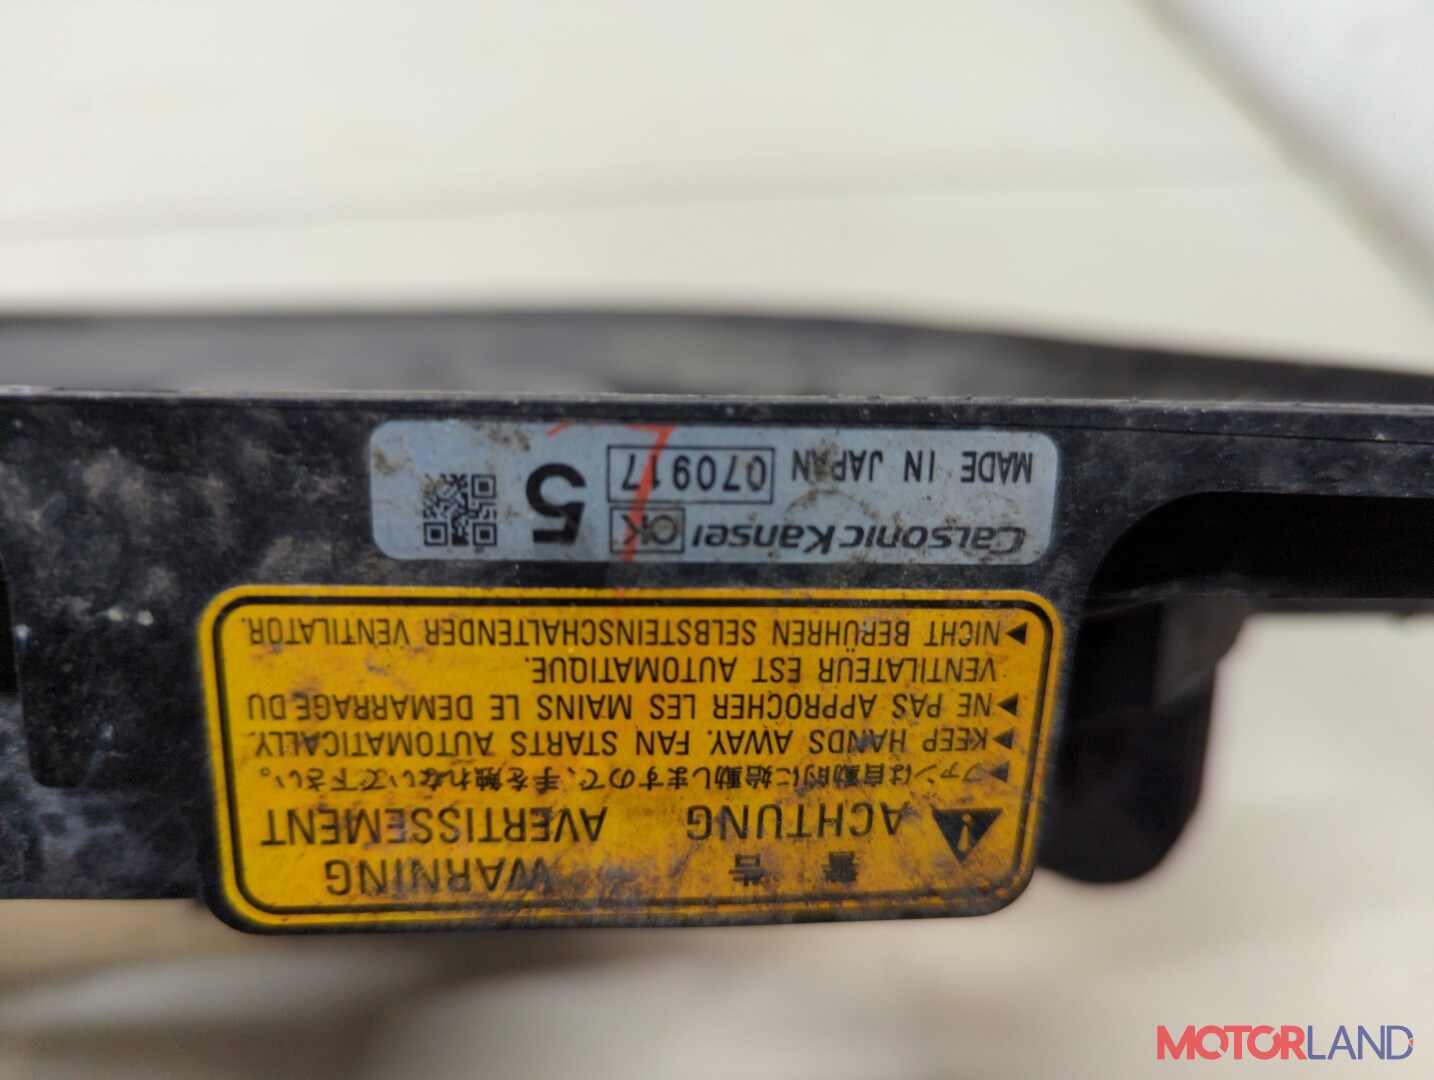 警告 WARNING
ACHTUNG AVERTISSEMENT
▶ファンは自動的に始動しますので、手を触れないで下さい。
▶KEEP HANDS AWAY. FAN STARTS AUTOMATICALLY.
▶NE PAS APPROCHER LES MAINS LE DEMARRAGE DU
VENTILATEUR EST AUTOMATIQUE.
▶NICHT BERÜHREN SELBSTEINSCHALTENDER VENTILATOR.
CalsonicKansei OK 5
MADE IN JAPAN 070917
MOTORLAND